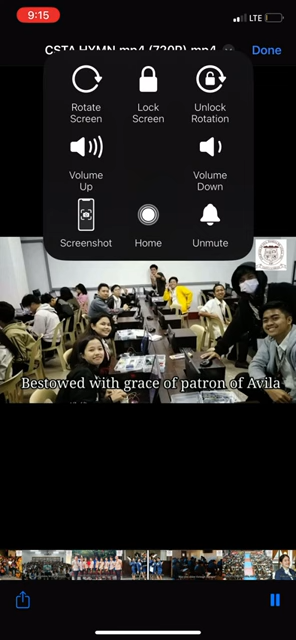 9:15
LTE
CSTA HYMN.mp4 (720P).mp4
Done
Rotate
Screen
Lock
Screen
Unlock
Rotation
Volume
Up
Volume
Down
Screenshot
Home
Unmute
Bestowed with grace of patron of Avila